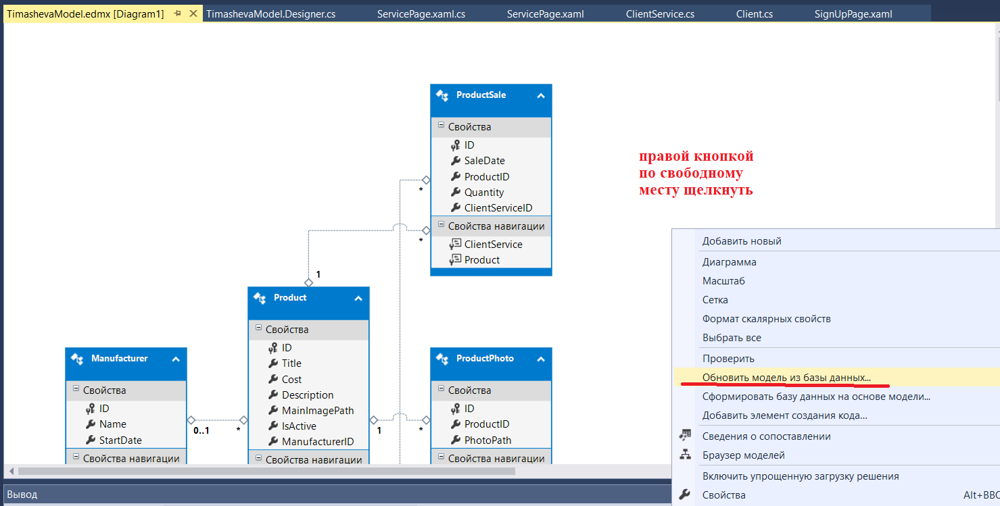 TimashevaModel.edmx [Diagram1]
TimashevaModel.Designer.cs
ServicePage.xaml.cs
ServicePage.xaml
ClientService.cs
Client.cs
SignUpPage.xaml
ProductSale
Свойства
ID
SaleDate
ProductID
Quantity
ClientServiceID
Свойства навигации
ClientService
Product
*
*
1
правой кнопкой
по свободному
месту щелкнуть
Product
Свойства
ID
Title
Cost
Description
MainImagePath
IsActive
ManufacturerID
Свойства навигации
Manufacturer
Свойства
ID
Name
StartDate
Свойства навигации
0..1
*
1
*
ProductPhoto
Свойства
ID
ProductID
PhotoPath
Свойства навигации
Добавить новый
Диаграмма
Масштаб
Сетка
Формат скалярных свойств
Выбрать все
Проверить
Обновить модель из базы данных...
Сформировать базу данных на основе модели...
Добавить элемент создания кода...
Сведения о сопоставлении
Браузер моделей
Включить упрощенную загрузку решения
Свойства Alt+ВВС
Вывод